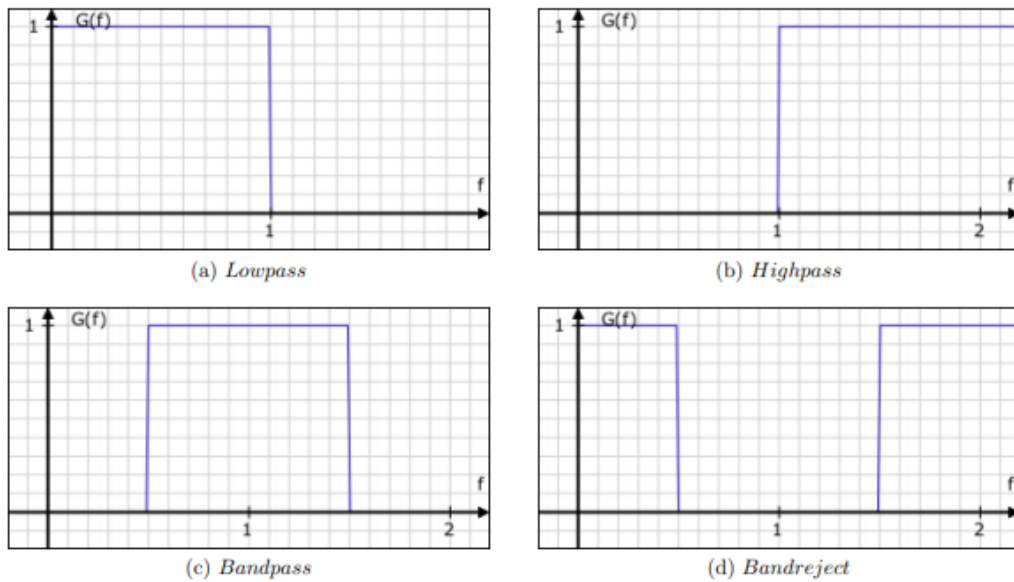 G(f)
1
f
1
(a) Lowpass
G(f)
1
f
1 2
(b) Highpass
G(f)
1
f
1 2
(c) Bandpass
G(f)
1
f
1 2
(d) Bandreject